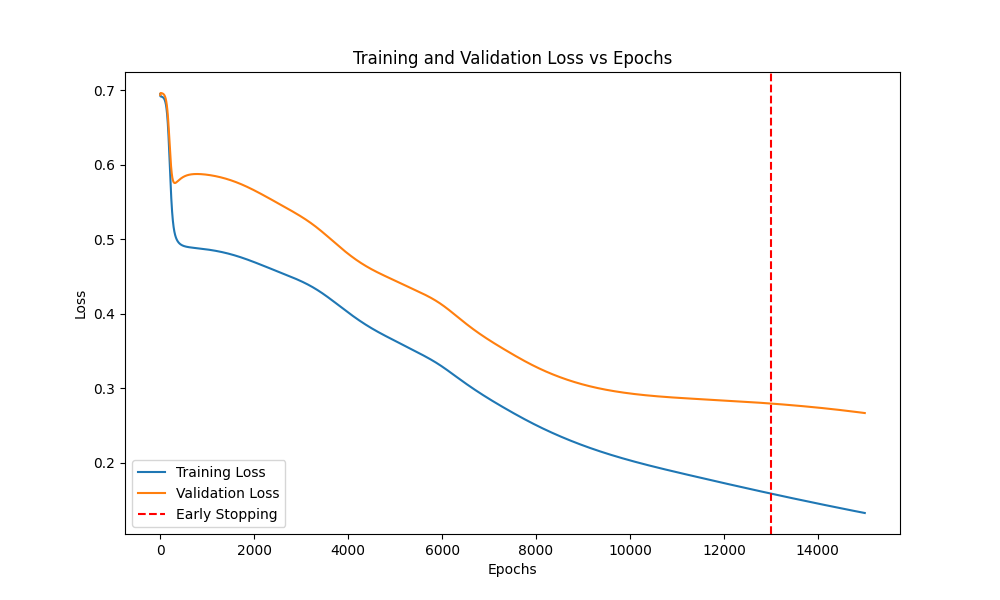 Training and Validation Loss vs Epochs
0.7
0.6
0.5
0.4
0.3
0.2
Loss
Training Loss
Validation Loss
Early Stopping
0 2000 4000 6000 8000 10000 12000 14000
Epochs